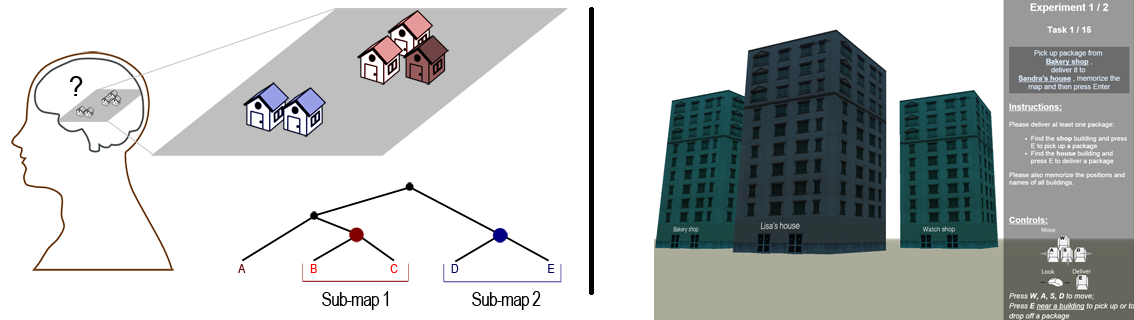 ?
A
B
C
D
E
Sub-map 1
Sub-map 2
Bakery shop
Lisa's house
Watch shop
Experiment 1 / 2
Task 1 / 15
Pick up package from
Bakery shop ,
deliver it to
Sandra's house , memorize the
map and then press Enter
Instructions:
Please deliver at least one package:
• Find the shop building and press
E to pick up a package
• Find the house building and
press E to deliver a package
Please also memorize the positions and
names of all buildings.
Controls:
Move
W
A S D
Look
Deliver
E
Press W, A, S, D to move;
Press E near a building to pick up or to
drop off a package